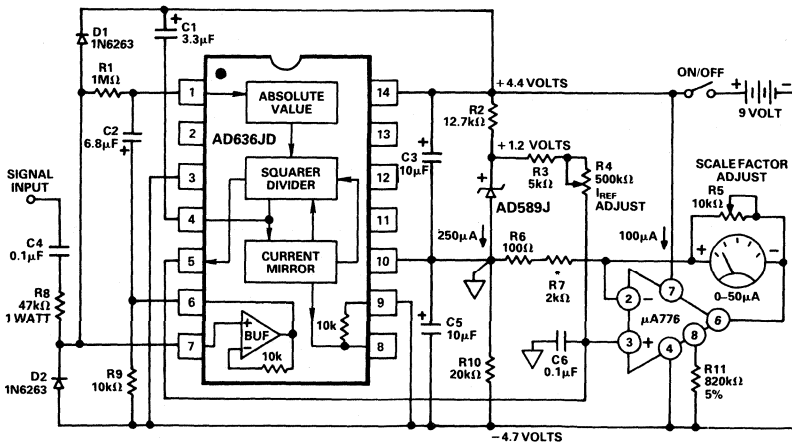 D1
1N6263
C1
3.3µF
+
R1
1MΩ
C2
6.8µF
+
SIGNAL
INPUT
C4
0.1µF
R8
47kΩ
1 WATT
D2
1N6263
R9
10kΩ
AD636JD
ABSOLUTE
VALUE
SQUARER
DIVIDER
CURRENT
MIRROR
+
BUF
−
10k
10k
1
2
3
4
5
6
7
14
13
12
11
10
9
8
+
C3
10µF
+
C5
10µF
+4.4 VOLTS
R2
12.7kΩ
+1.2 VOLTS
R3
5kΩ
R4
500kΩ
IREF
ADJUST
+
AD589J
250µA
R6
100Ω
R7
2kΩ
R10
20kΩ
C6
0.1µF
100µA
ON/OFF
+
−
9 VOLT
SCALE FACTOR
ADJUST
R5
10kΩ
+
−
0–50µA
2
−
3
+
7
6
8
4
µA776
R11
820kΩ
5%
−4.7 VOLTS